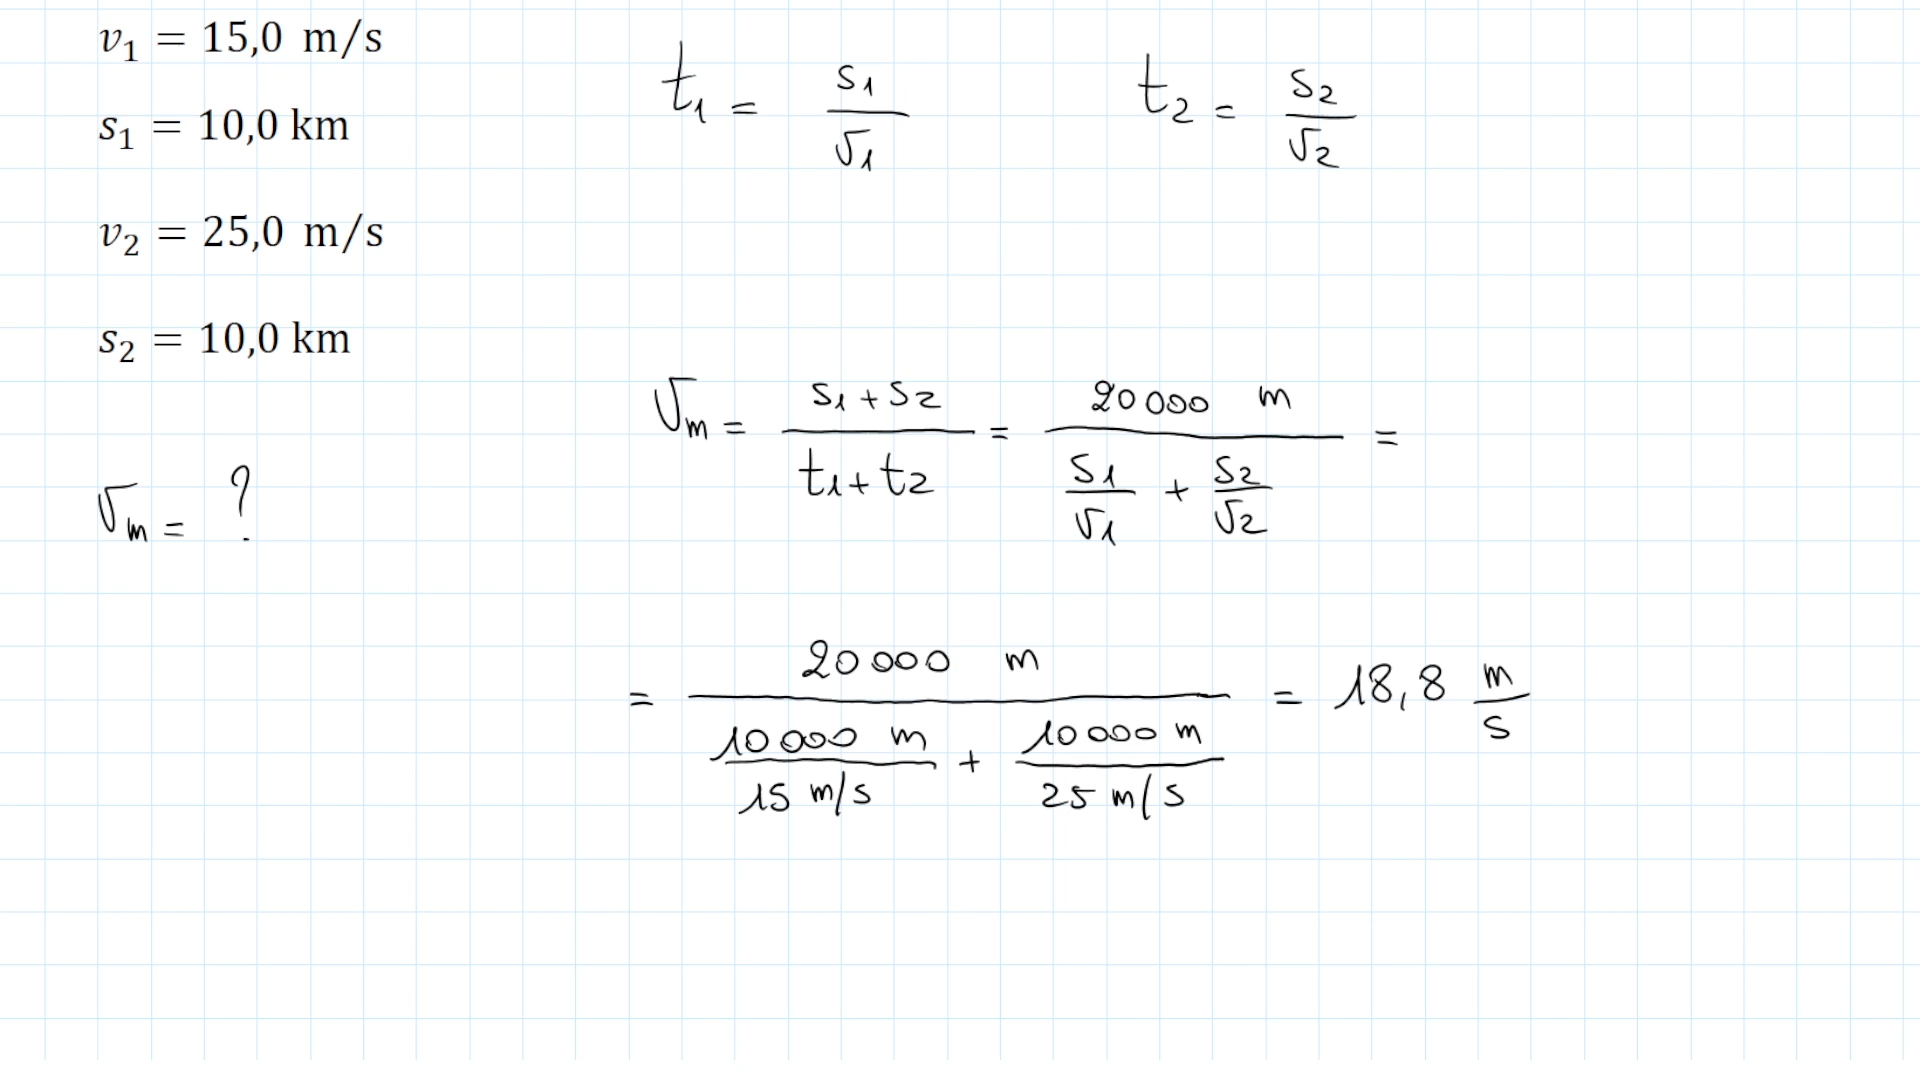 v₁ = 15,0 m/s
s₁ = 10,0 km
v₂ = 25,0 m/s
s₂ = 10,0 km
v_m = ?
t₁ = s₁/v₁
t₂ = s₂/v₂
v_m = (s₁ + s₂)/(t₁ + t₂) = (20 000 m)/(s₁/v₁ + s₂/v₂) =
= (20 000 m)/((10 000 m)/(15 m/s) + (10 000 m)/(25 m/s)) = 18,8 m/s